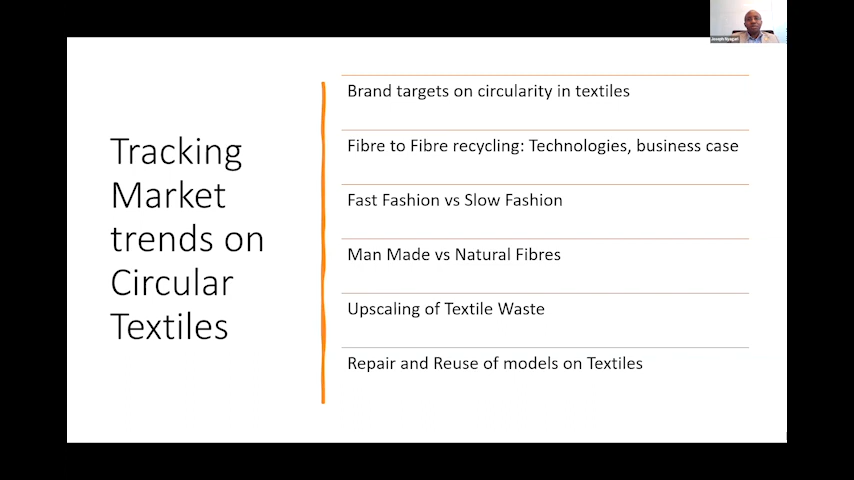 Joseph Nyagari
Tracking
Market
trends on
Circular
Textiles
Brand targets on circularity in textiles
Fibre to Fibre recycling: Technologies, business case
Fast Fashion vs Slow Fashion
Man Made vs Natural Fibres
Upscaling of Textile Waste
Repair and Reuse of models on Textiles